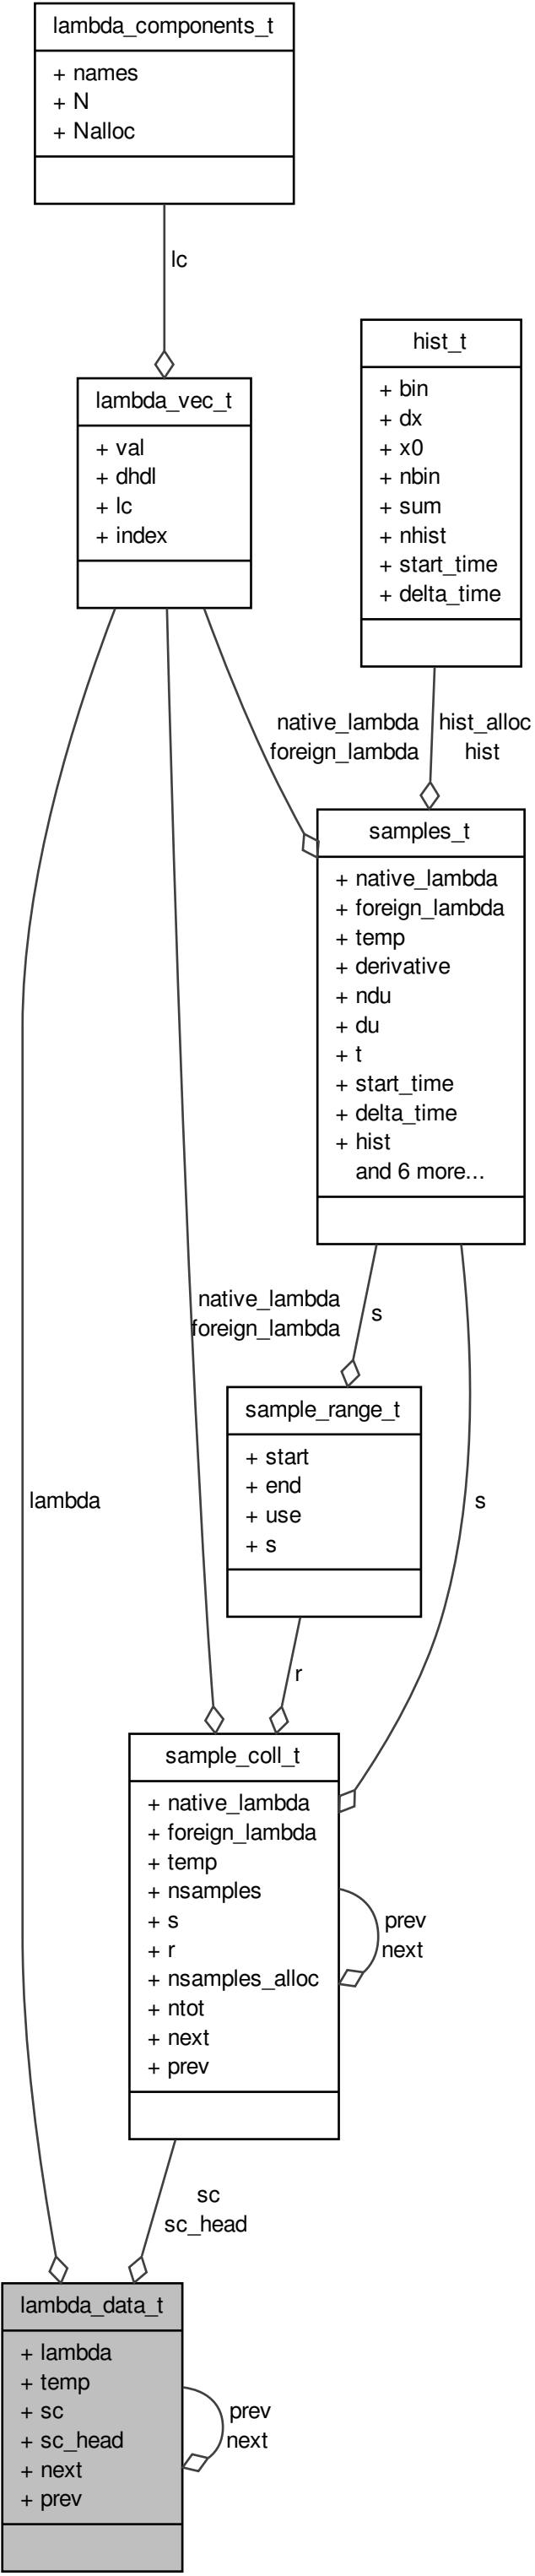 lambda_components_t
+ names
+ N
+ Nalloc
lc
hist_t
+ bin
+ dx
+ x0
+ nbin
+ sum
+ nhist
+ start_time
+ delta_time
lambda_vec_t
+ val
+ dhdl
+ lc
+ index
native_lambda
foreign_lambda
hist_alloc
hist
samples_t
+ native_lambda
+ foreign_lambda
+ temp
+ derivative
+ ndu
+ du
+ t
+ start_time
+ delta_time
+ hist
and 6 more...
native_lambda
foreign_lambda
s
sample_range_t
+ start
+ end
+ use
+ s
lambda
s
r
sample_coll_t
+ native_lambda
+ foreign_lambda
+ temp
+ nsamples
+ s
+ r
+ nsamples_alloc
+ ntot
+ next
+ prev
prev
next
sc
sc_head
lambda_data_t
+ lambda
+ temp
+ sc
+ sc_head
+ next
+ prev
prev
next